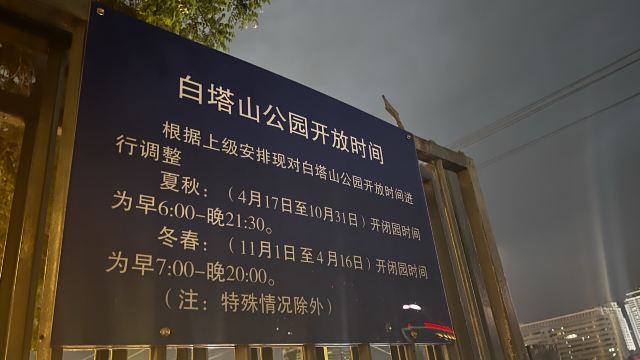 白塔山公园开放时间
根据上级安排现对白塔山公园开放时间进
行调整
夏秋：（4月17日至10月31日）开闭园时间
为早6:00-晚21:30。
冬春：（11月1日至4月16日）开闭园时间
为早7:00-晚20:00。
（注：特殊情况除外）